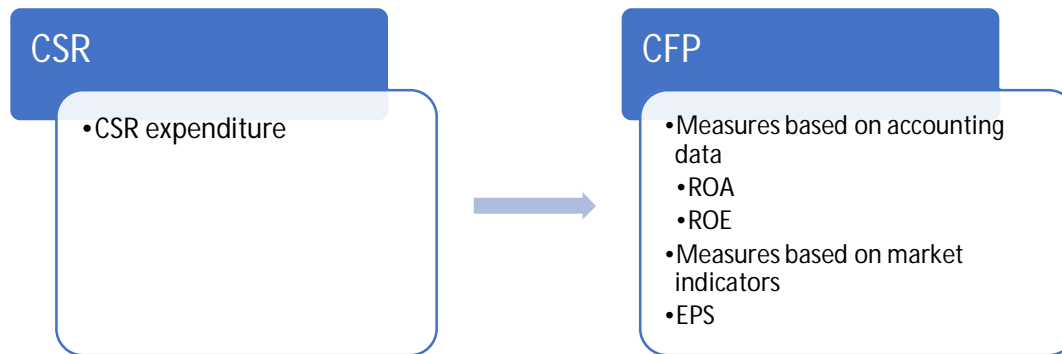 CSR
•CSR expenditure
CFP
•Measures based on accounting
data
•ROA
•ROE
•Measures based on market
indicators
•EPS